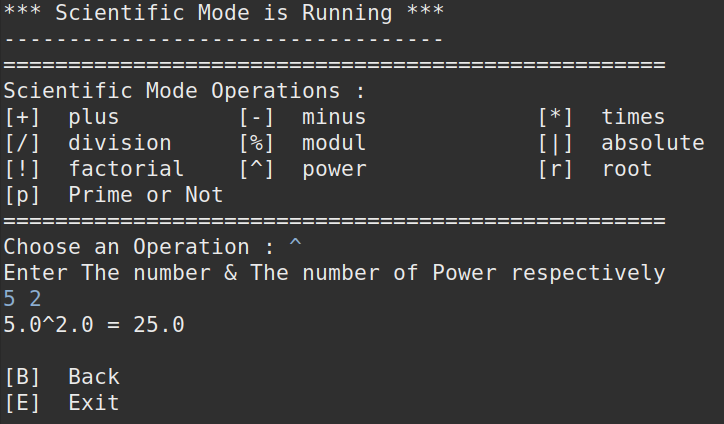 *** Scientific Mode is Running ***
----------------------------------
===================================================
Scientific Mode Operations :
[+]  plus         [-]  minus             [*]  times
[/]  division     [%]  modul             [|]  absolute
[!]  factorial    [^]  power             [r]  root
[p]  Prime or Not
===================================================
Choose an Operation : ^
Enter The number & The number of Power respectively
5 2
5.0^2.0 = 25.0
[B]  Back
[E]  Exit